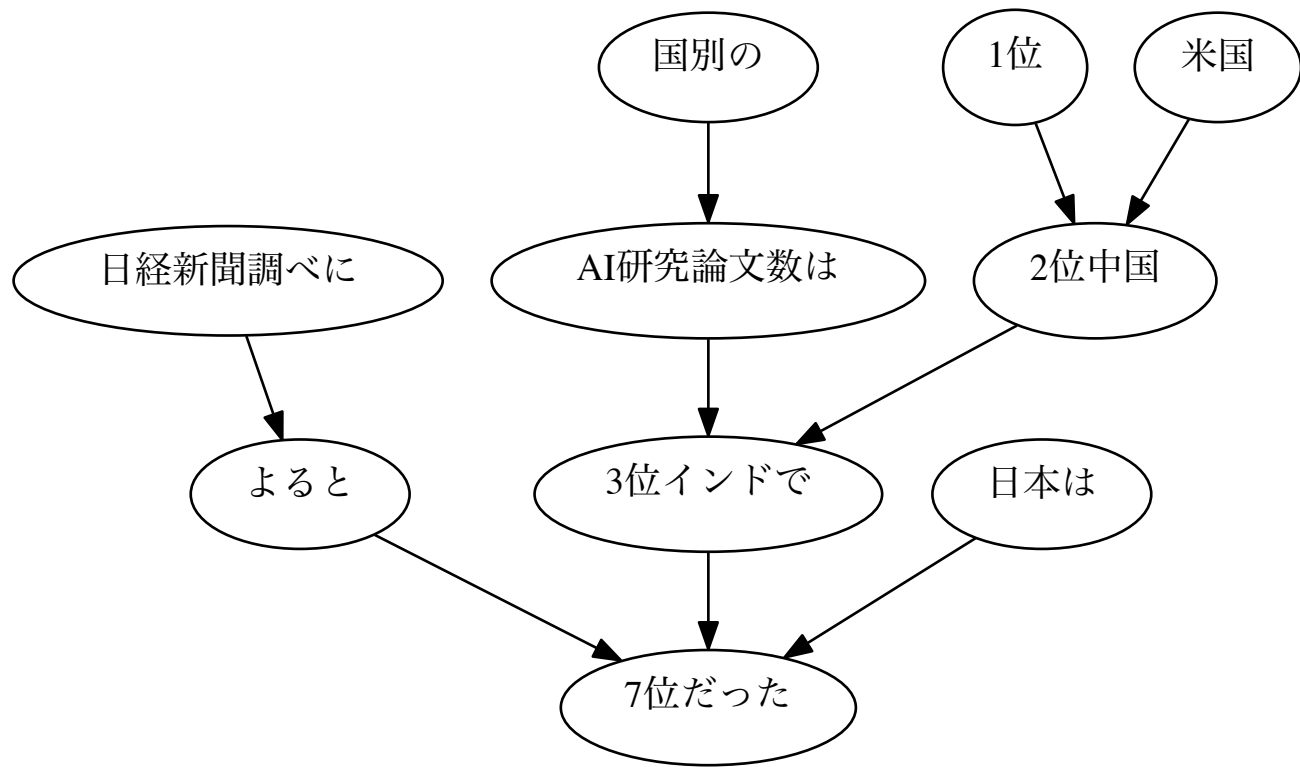 国別の
1位
米国
日経新聞調べに
AI研究論文数は
2位中国
よると
3位インドで
日本は
7位だった